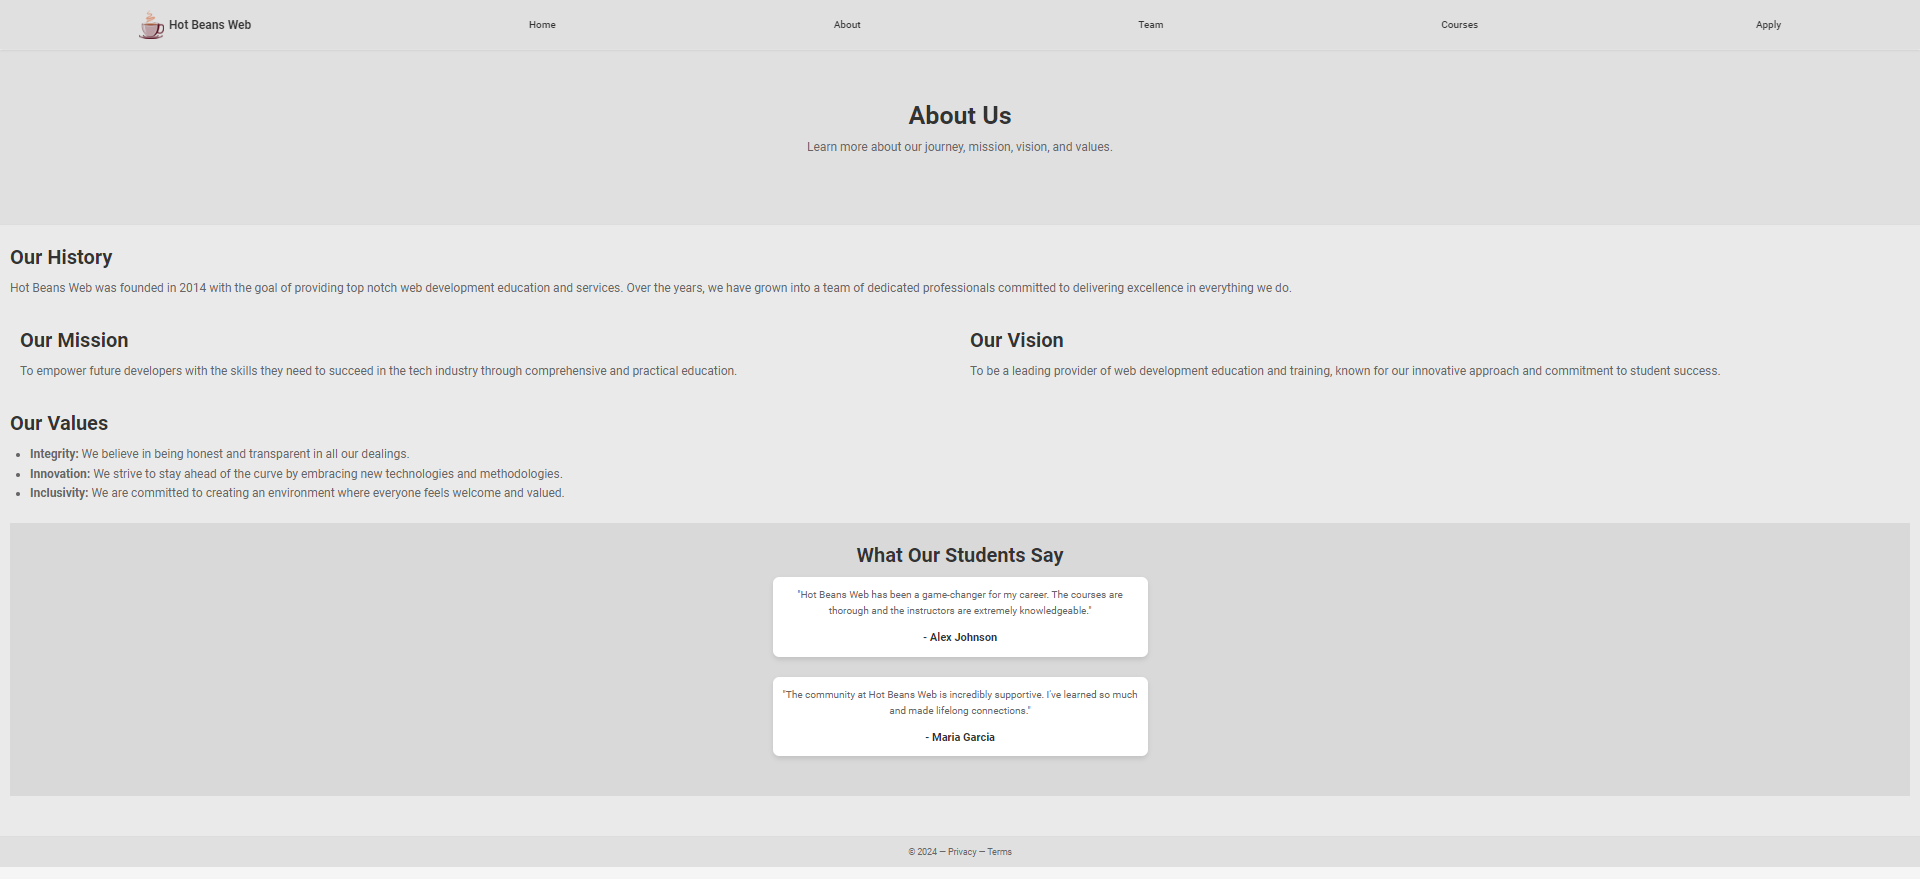 Hot Beans Web
Home
About
Team
Courses
Apply
About Us
Learn more about our journey, mission, vision, and values.
Our History
Hot Beans Web was founded in 2014 with the goal of providing top notch web development education and services. Over the years, we have grown into a team of dedicated professionals committed to delivering excellence in everything we do.
Our Mission
To empower future developers with the skills they need to succeed in the tech industry through comprehensive and practical education.
Our Vision
To be a leading provider of web development education and training, known for our innovative approach and commitment to student success.
Our Values
• Integrity: We believe in being honest and transparent in all our dealings.
• Innovation: We strive to stay ahead of the curve by embracing new technologies and methodologies.
• Inclusivity: We are committed to creating an environment where everyone feels welcome and valued.
What Our Students Say
"Hot Beans Web has been a game-changer for my career. The courses are
thorough and the instructors are extremely knowledgeable."
- Alex Johnson
"The community at Hot Beans Web is incredibly supportive. I've learned so much
and made lifelong connections."
- Maria Garcia
© 2024 — Privacy — Terms